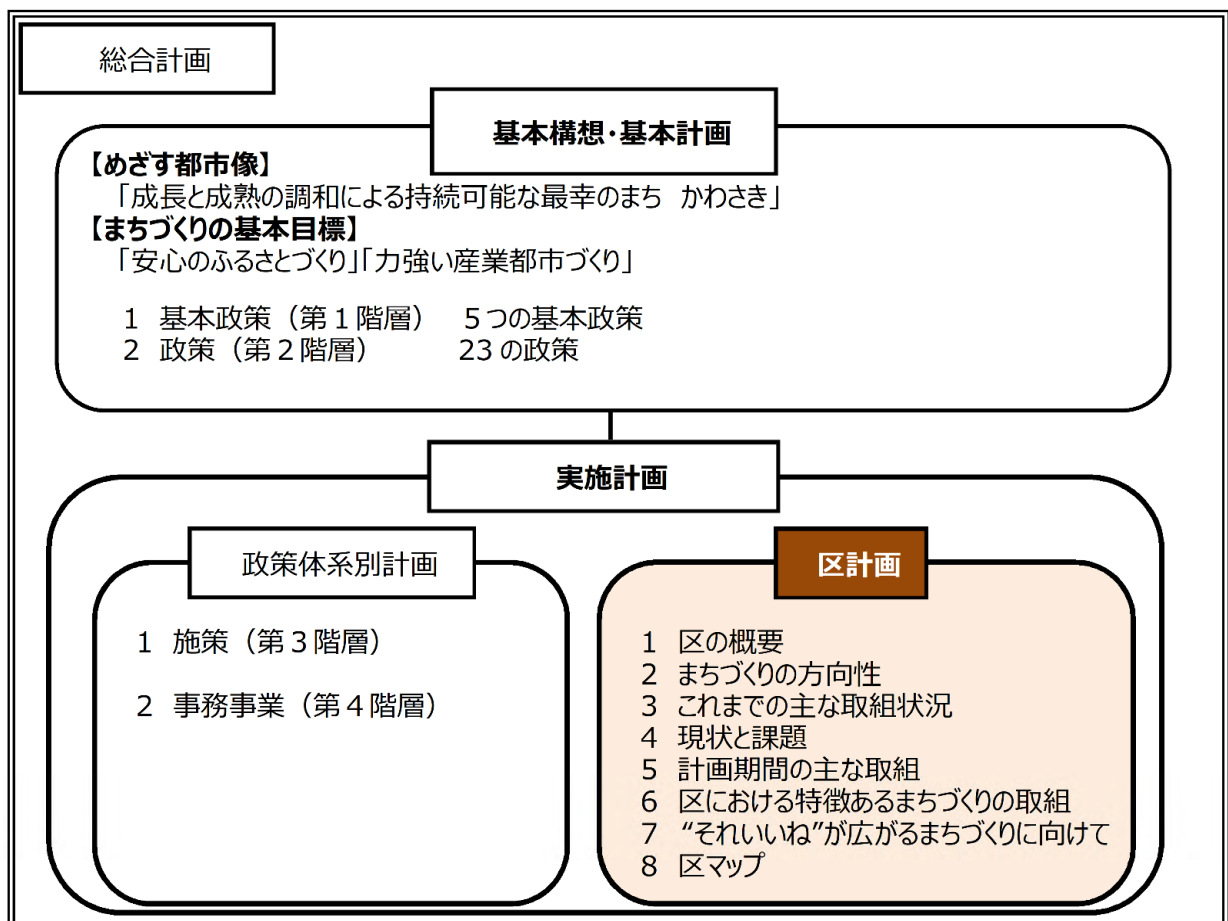 総合計画
基本構想・基本計画
【めざす都市像】
「成長と成熟の調和による持続可能な最幸のまち かわさき」
【まちづくりの基本目標】
「安心のふるさとづくり」「力強い産業都市づくり」
1 基本政策（第１階層） ５つの基本政策
2 政策（第２階層） 23の政策
実施計画
政策体系別計画
1 施策（第３階層）
2 事務事業（第４階層）
区計画
1 区の概要
2 まちづくりの方向性
3 これまでの主な取組状況
4 現状と課題
5 計画期間の主な取組
6 区における特徴あるまちづくりの取組
7 “それいいね”が広がるまちづくりに向けて
8 区マップ